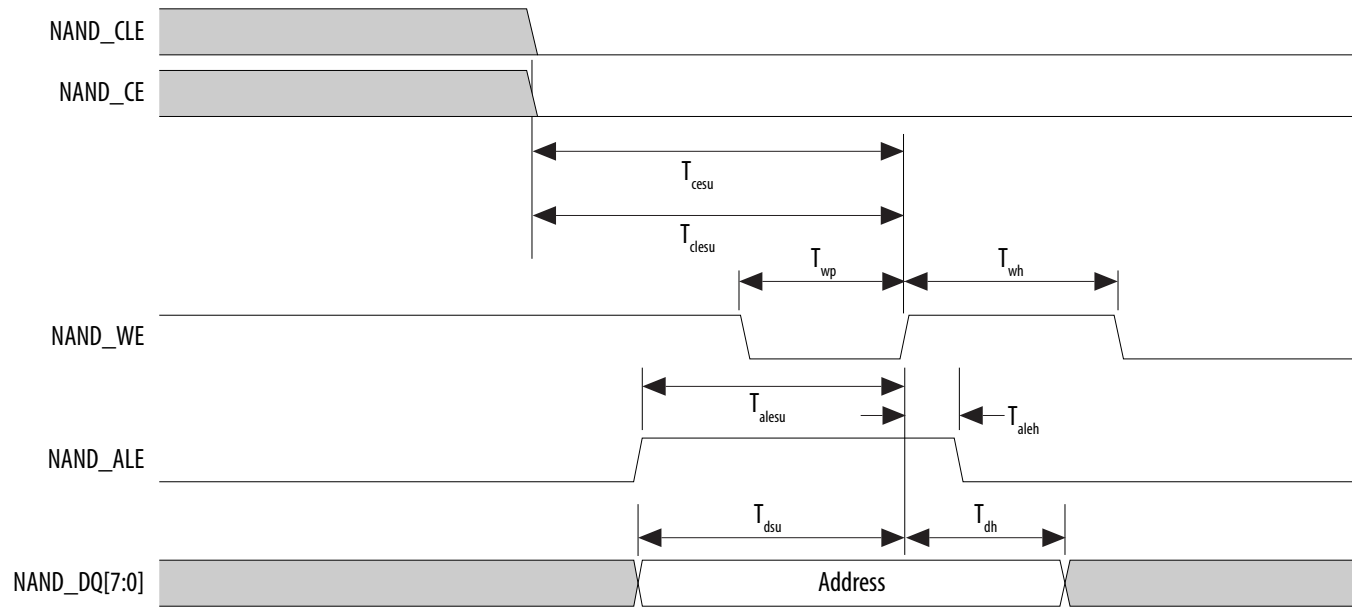 NAND_CLE
NAND_CE
Tcesu
Tclesu
Twp
Twh
NAND_WE
Talesu
Taleh
NAND_ALE
Tdsu
Tdh
NAND_DQ[7:0]
Address